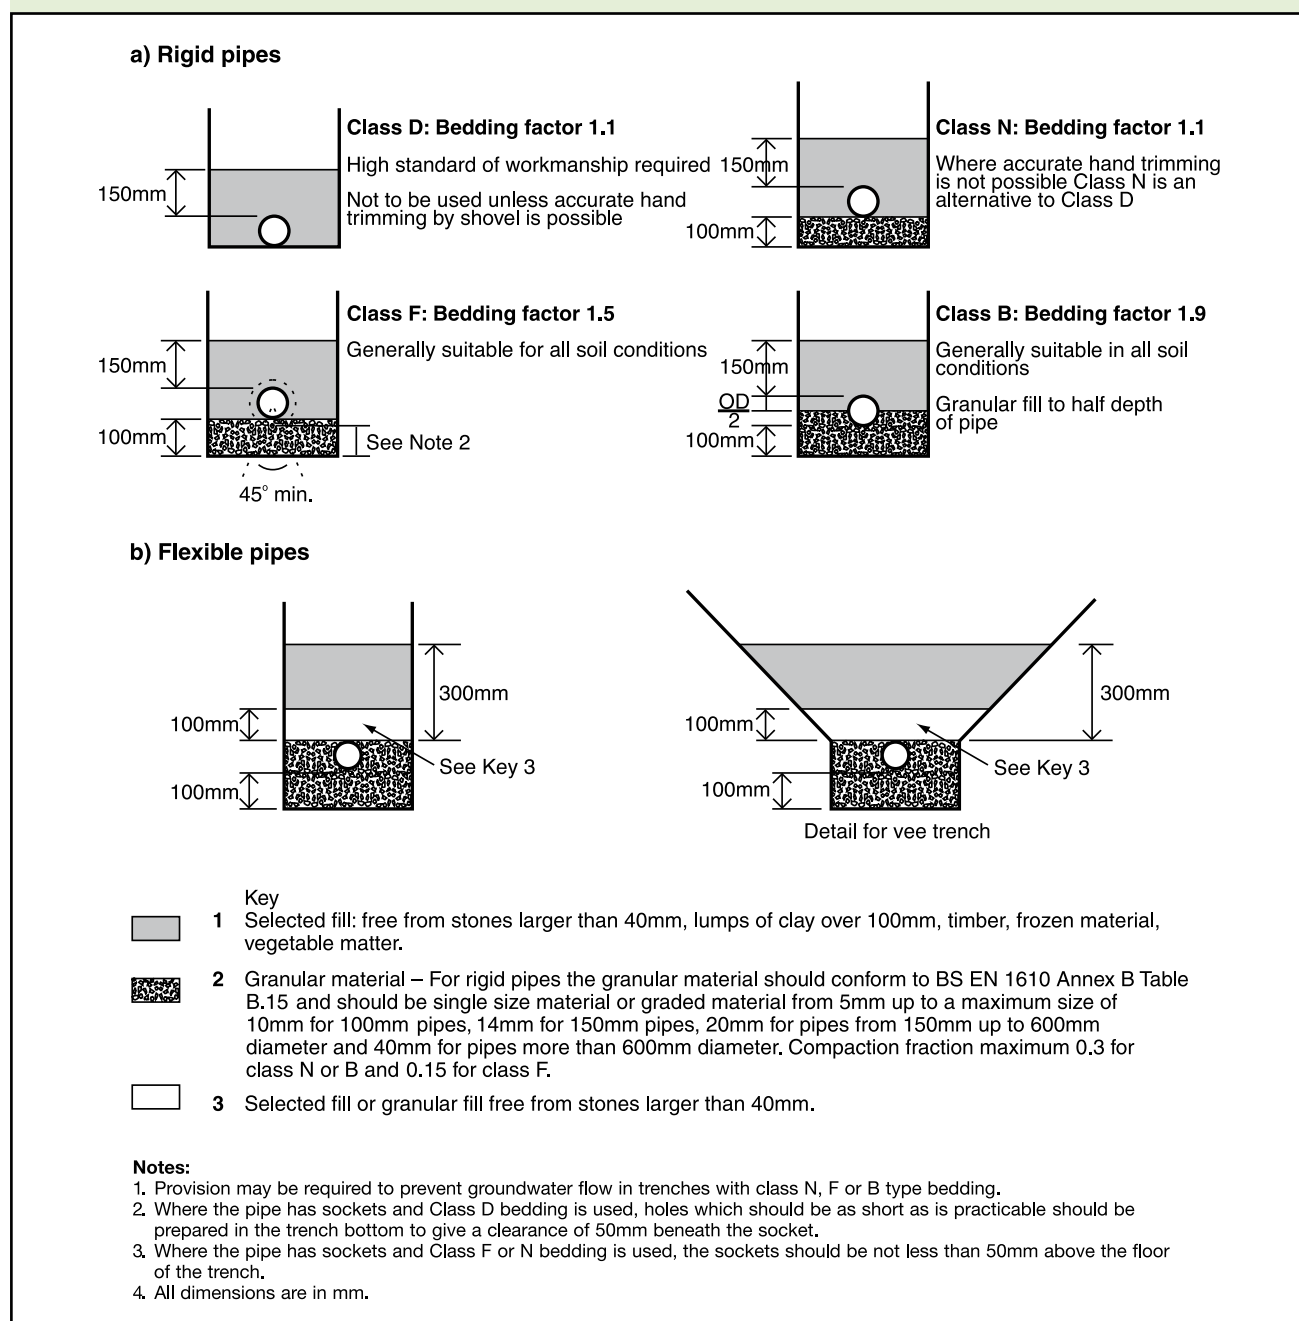 a) Rigid pipes
Class D: Bedding factor 1.1
High standard of workmanship required
Not to be used unless accurate hand
trimming by shovel is possible
150mm
Class N: Bedding factor 1.1
Where accurate hand trimming
is not possible Class N is an
alternative to Class D
150mm
100mm
Class F: Bedding factor 1.5
Generally suitable for all soil conditions
150mm
100mm
See Note 2
45° min.
Class B: Bedding factor 1.9
Generally suitable in all soil
conditions
Granular fill to half depth
of pipe
150mm
OD
2
100mm
b) Flexible pipes
300mm
100mm
See Key 3
100mm
300mm
100mm
See Key 3
100mm
Detail for vee trench
Key
1 Selected fill: free from stones larger than 40mm, lumps of clay over 100mm, timber, frozen material,
vegetable matter.
2 Granular material – For rigid pipes the granular material should conform to BS EN 1610 Annex B Table
B.15 and should be single size material or graded material from 5mm up to a maximum size of
10mm for 100mm pipes, 14mm for 150mm pipes, 20mm for pipes from 150mm up to 600mm
diameter and 40mm for pipes more than 600mm diameter. Compaction fraction maximum 0.3 for
class N or B and 0.15 for class F.
3 Selected fill or granular fill free from stones larger than 40mm.
Notes:
1. Provision may be required to prevent groundwater flow in trenches with class N, F or B type bedding.
2. Where the pipe has sockets and Class D bedding is used, holes which should be as short as is practicable should be
prepared in the trench bottom to give a clearance of 50mm beneath the socket.
3. Where the pipe has sockets and Class F or N bedding is used, the sockets should be not less than 50mm above the floor
of the trench.
4. All dimensions are in mm.